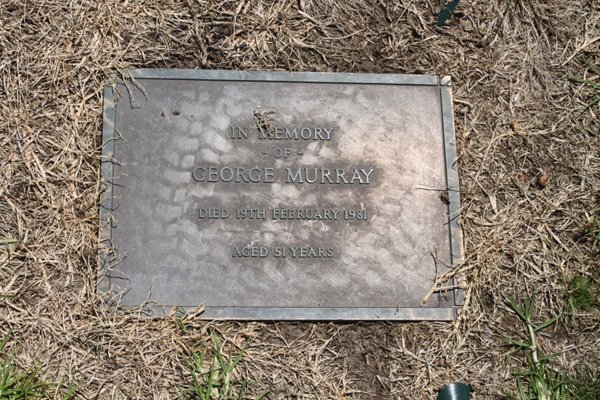 IN MEMORY
- OF -
GEORGE MURRAY
DIED 19TH FEBRUARY 1981
AGED 51 YEARS